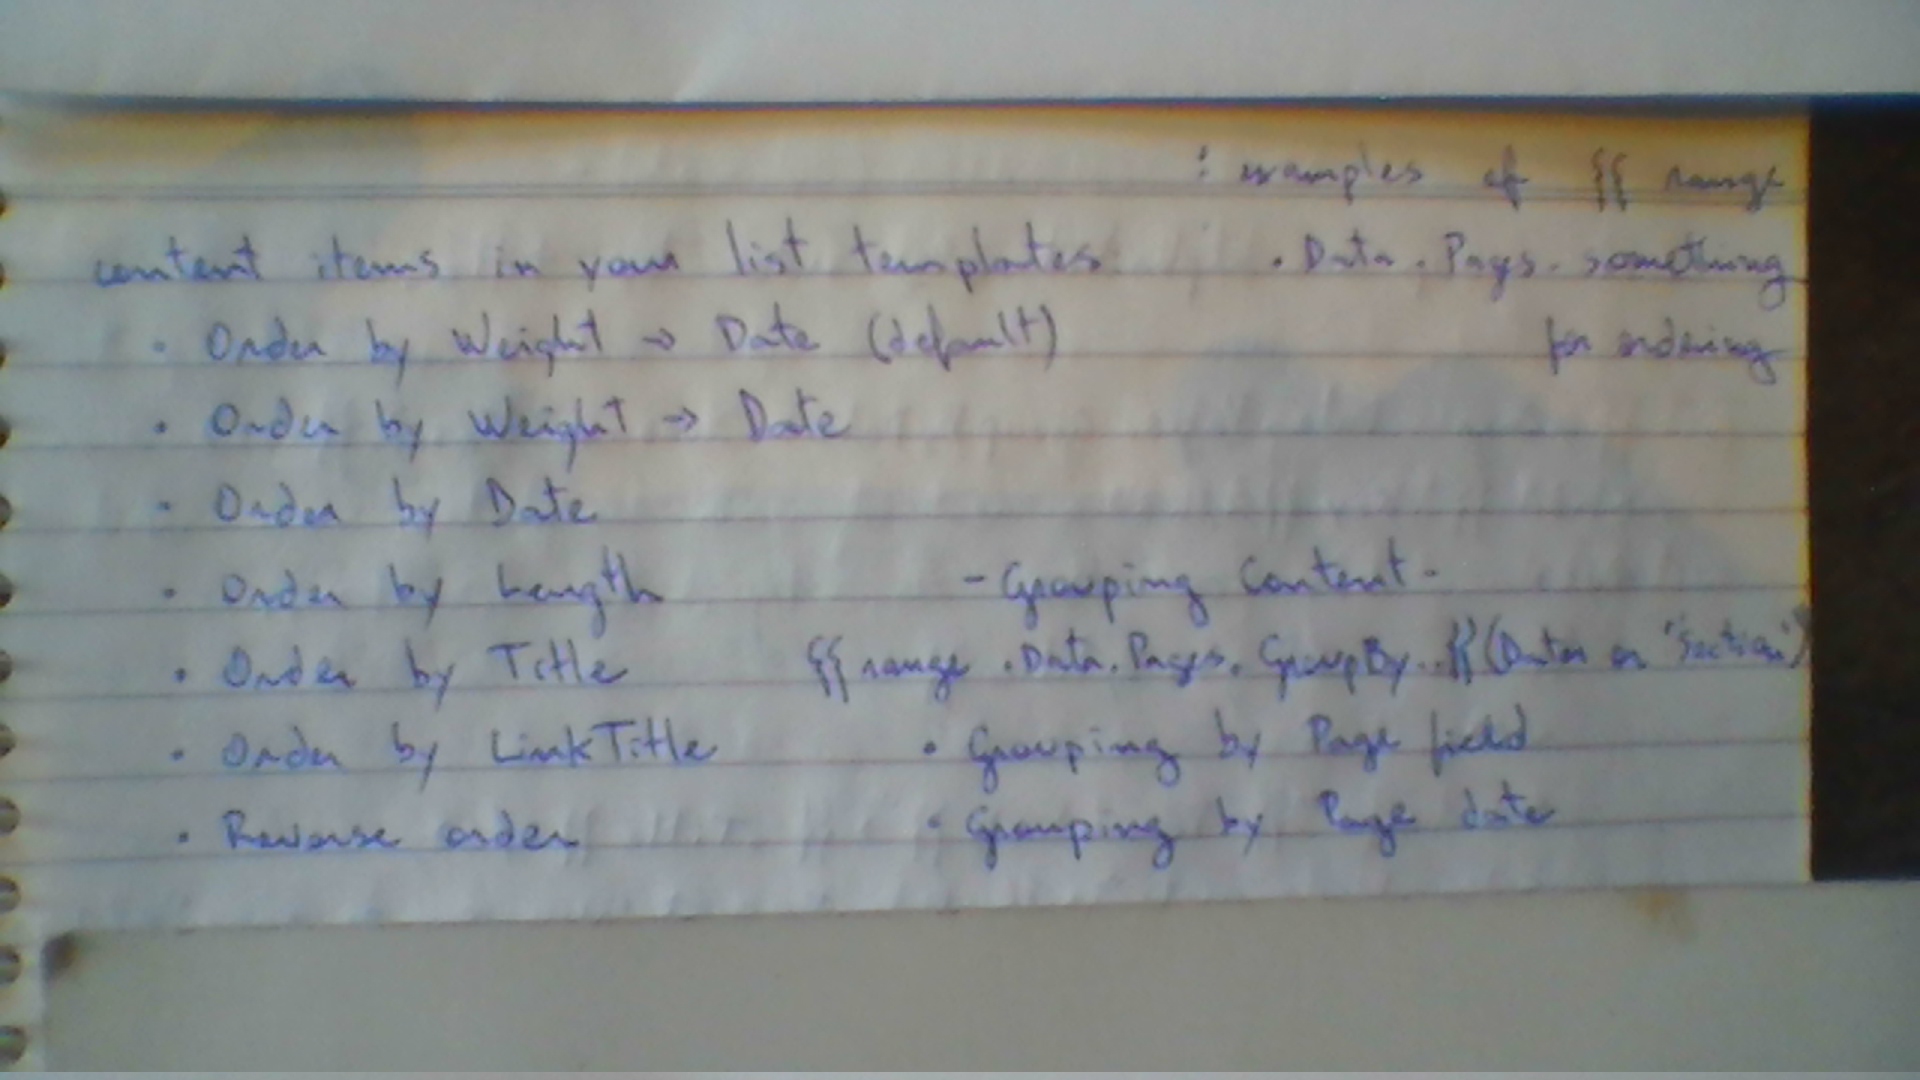 : examples of {{ range
content items in your list templates . Data . Pages . something
• Order by Weight → Date (default) for ordering
• Order by Weight → Date
• Order by Date
• Order by Length - Grouping Content -
• Order by Title {{ range .Data.Pages. GroupBy.. }} ( or "Section")
• Order by LinkTitle • Grouping by Page field
• Reverse order • Grouping by Page date